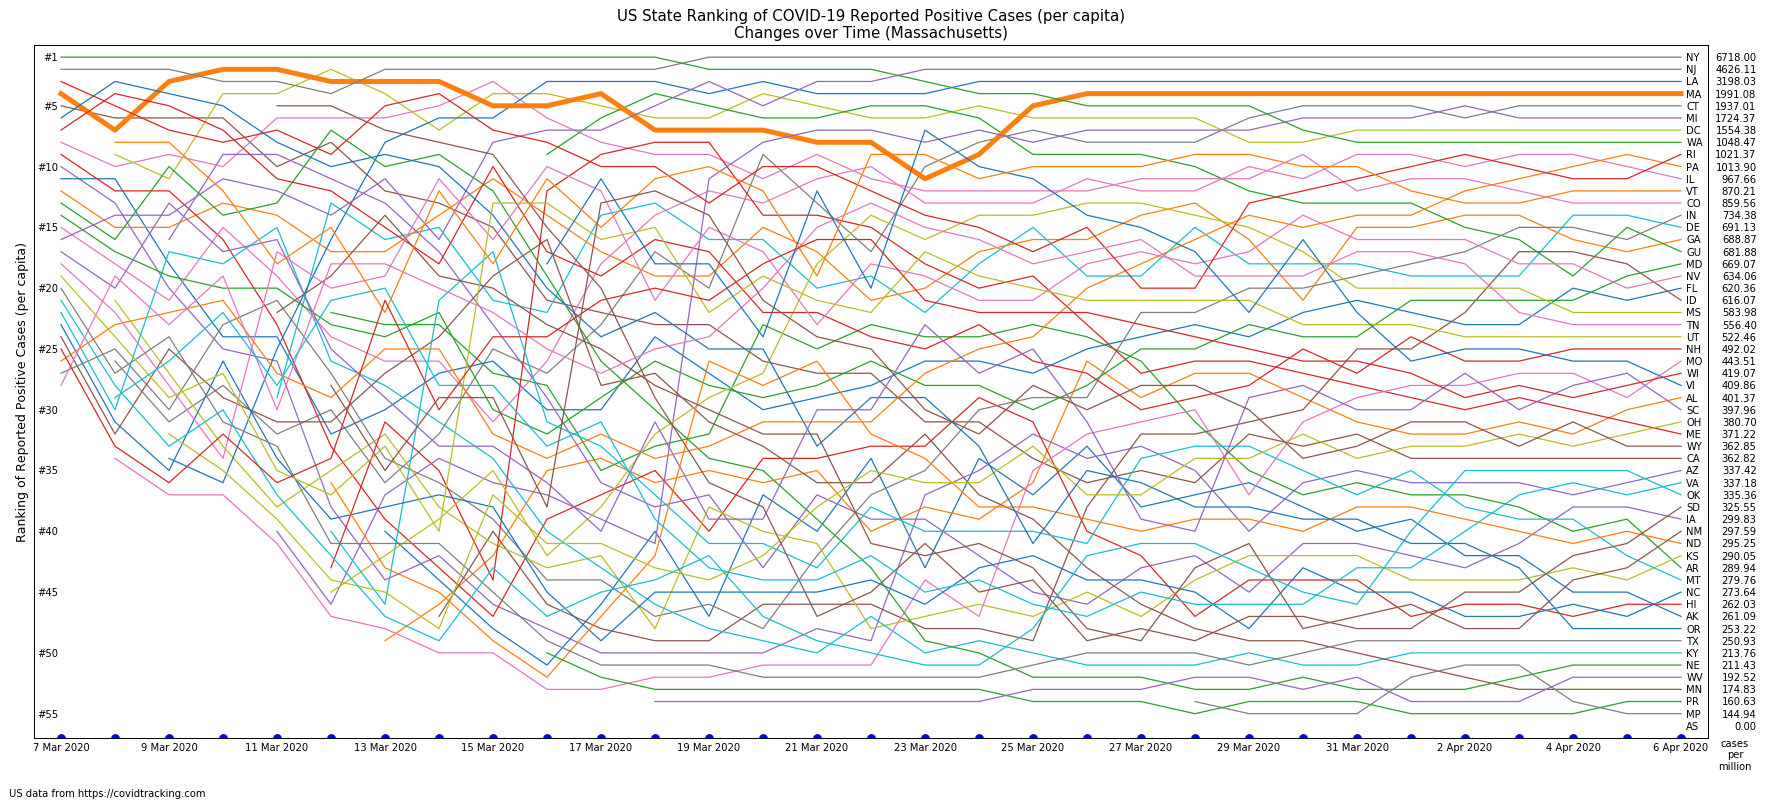 US State Ranking of COVID-19 Reported Positive Cases (per capita)
Changes over Time (Massachusetts)
Ranking of Reported Positive Cases (per capita)
#1
#5
#10
#15
#20
#25
#30
#35
#40
#45
#50
#55
NY 6718.00
NJ 4626.11
LA 3198.03
MA 1991.08
CT 1937.01
MI 1724.37
DC 1554.38
WA 1048.47
RI 1021.37
PA 1013.90
IL 967.66
VT 870.21
CO 859.56
IN 734.38
DE 691.13
GA 688.87
GU 681.88
MD 669.07
NV 634.06
FL 620.36
ID 616.07
MS 583.98
TN 556.40
UT 522.46
NH 492.02
MO 443.51
WI 419.07
VI 409.86
AL 401.37
SC 397.96
OH 380.70
ME 371.22
WY 362.85
CA 362.82
AZ 337.42
VA 337.18
OK 335.36
SD 325.55
IA 299.83
NM 297.59
ND 295.25
KS 290.05
AR 289.94
MT 279.76
NC 273.64
HI 262.03
AK 261.09
OR 253.22
TX 250.93
KY 213.76
NE 211.43
WV 192.52
MN 174.83
PR 160.63
MP 144.94
AS 0.00
7 Mar 2020 9 Mar 2020 11 Mar 2020 13 Mar 2020 15 Mar 2020 17 Mar 2020 19 Mar 2020 21 Mar 2020 23 Mar 2020 25 Mar 2020 27 Mar 2020 29 Mar 2020 31 Mar 2020 2 Apr 2020 4 Apr 2020 6 Apr 2020
cases
per
million
US data from https://covidtracking.com